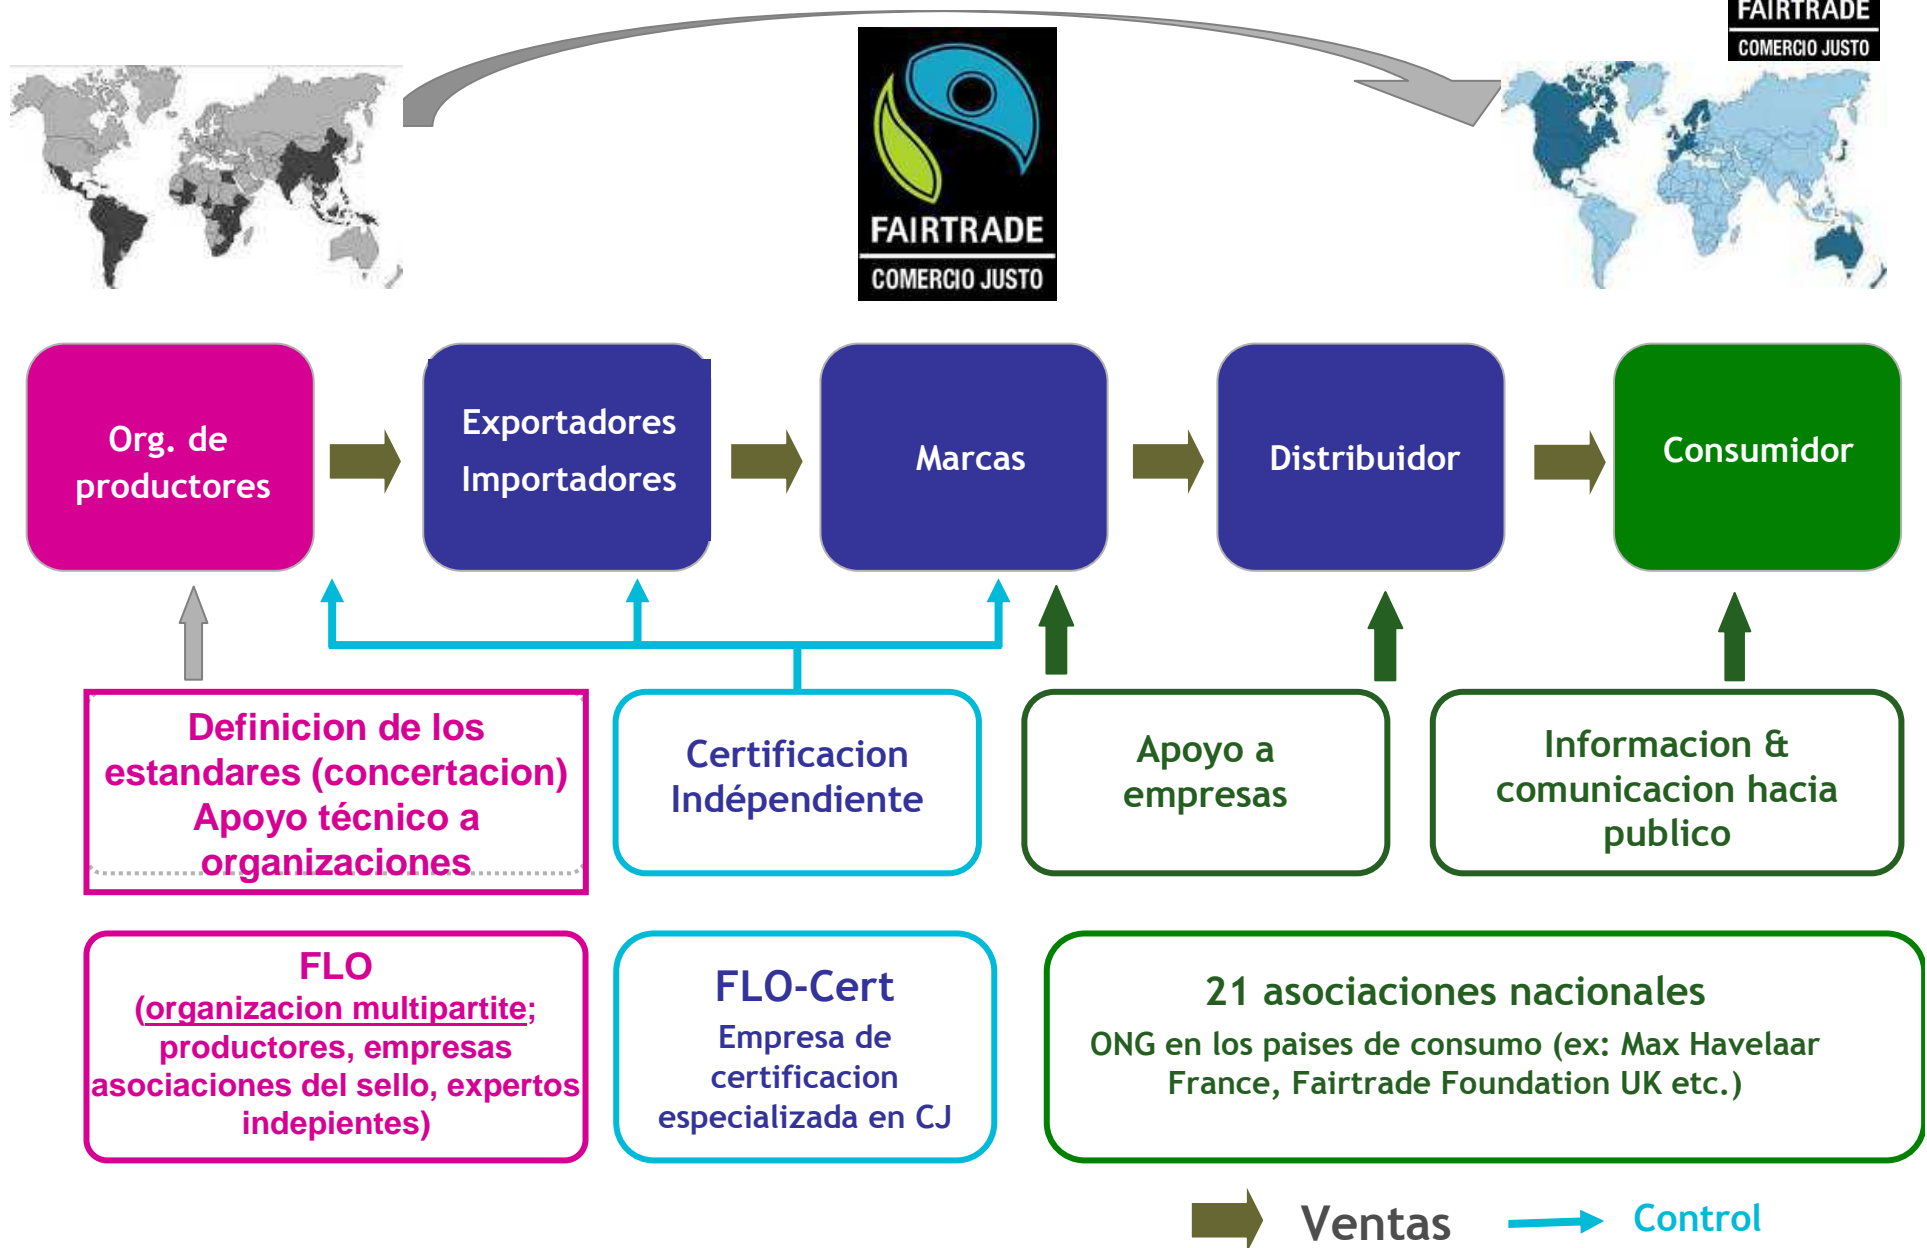 FAIRTRADE
COMERCIO JUSTO
FAIRTRADE
COMERCIO JUSTO
Org. de
productores
Exportadores
Importadores
Marcas
Distribuidor
Consumidor
Definicion de los
estandares (concertacion)
Apoyo técnico a
organizaciones
Certificacion
Indépendiente
Apoyo a
empresas
Informacion &
comunicacion hacia
publico
FLO
(organizacion multipartite;
productores, empresas
asociaciones del sello, expertos
indepientes)
FLO-Cert
Empresa de
certificacion
especializada en CJ
21 asociaciones nacionales
ONG en los paises de consumo (ex: Max Havelaar
France, Fairtrade Foundation UK etc.)
Ventas
Control